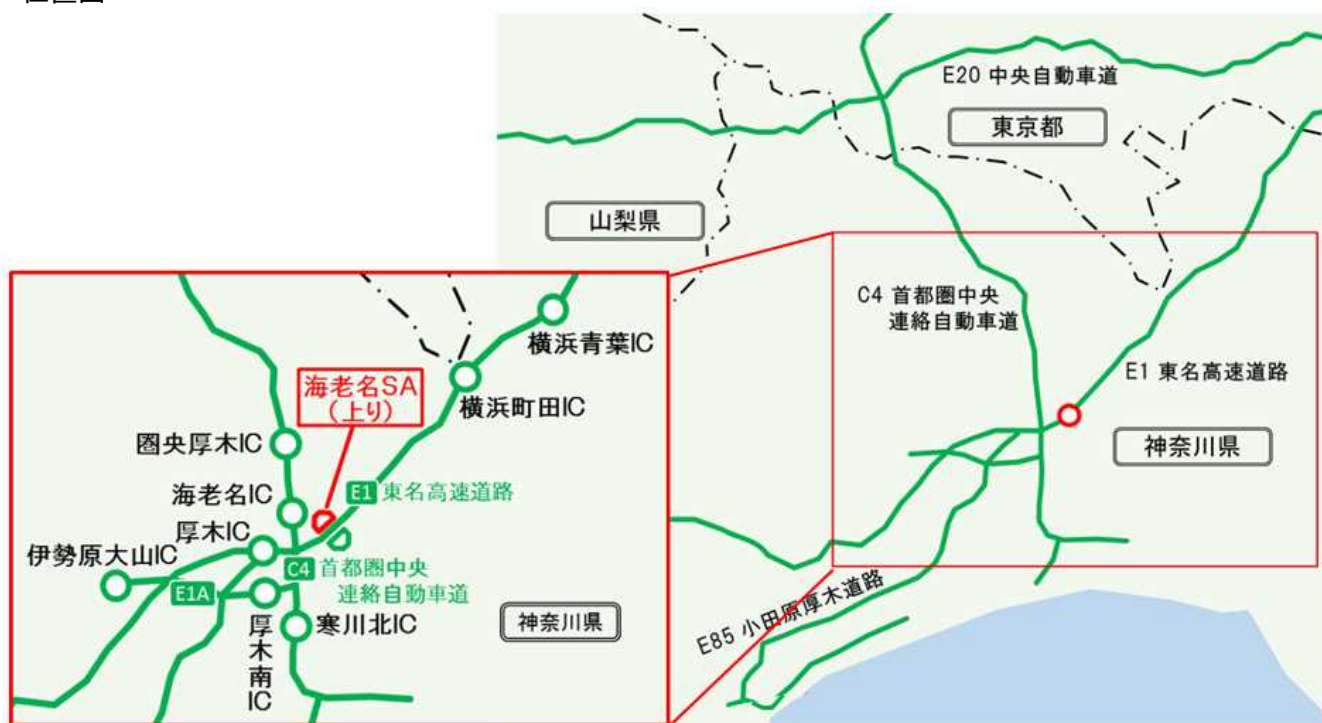 E20 中央自動車道
東京都
山梨県
C4 首都圏中央
連絡自動車道
E1 東名高速道路
神奈川県
E85 小田原厚木道路
横浜青葉IC
海老名SA
(上り)
横浜町田IC
圏央厚木IC
海老名IC
E1 東名高速道路
厚木IC
伊勢原大山IC
C4 首都圏中央
連絡自動車道
E1A
厚木南IC
寒川北IC
神奈川県